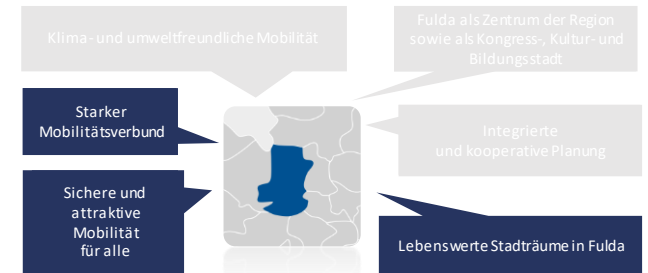 Klima- und umweltfreundliche Mobilität
Fulda als Zentrum der Region
sowie als Kongress-, Kultur- und
Bildungsstadt
Starker
Mobilitätsverbund
Integrierte
und kooperative Planung
Sichere und
attraktive
Mobilität
für alle
Lebenswerte Stadträume in Fulda